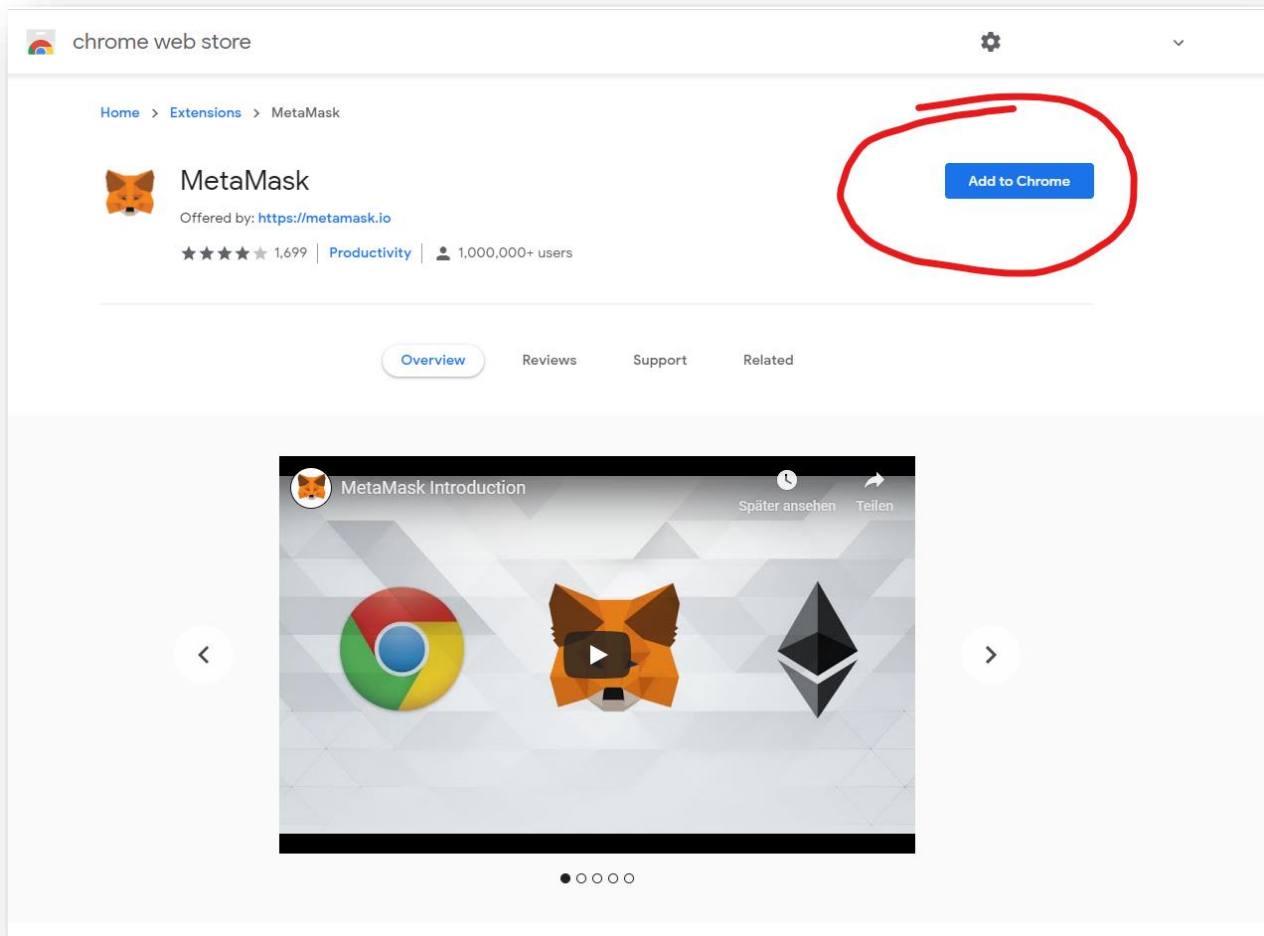 chrome web store
Home > Extensions > MetaMask
MetaMask
Add to Chrome
Offered by: https://metamask.io
1,699 | Productivity | 1,000,000+ users
Overview Reviews Support Related
MetaMask Introduction
Später ansehen Teilen